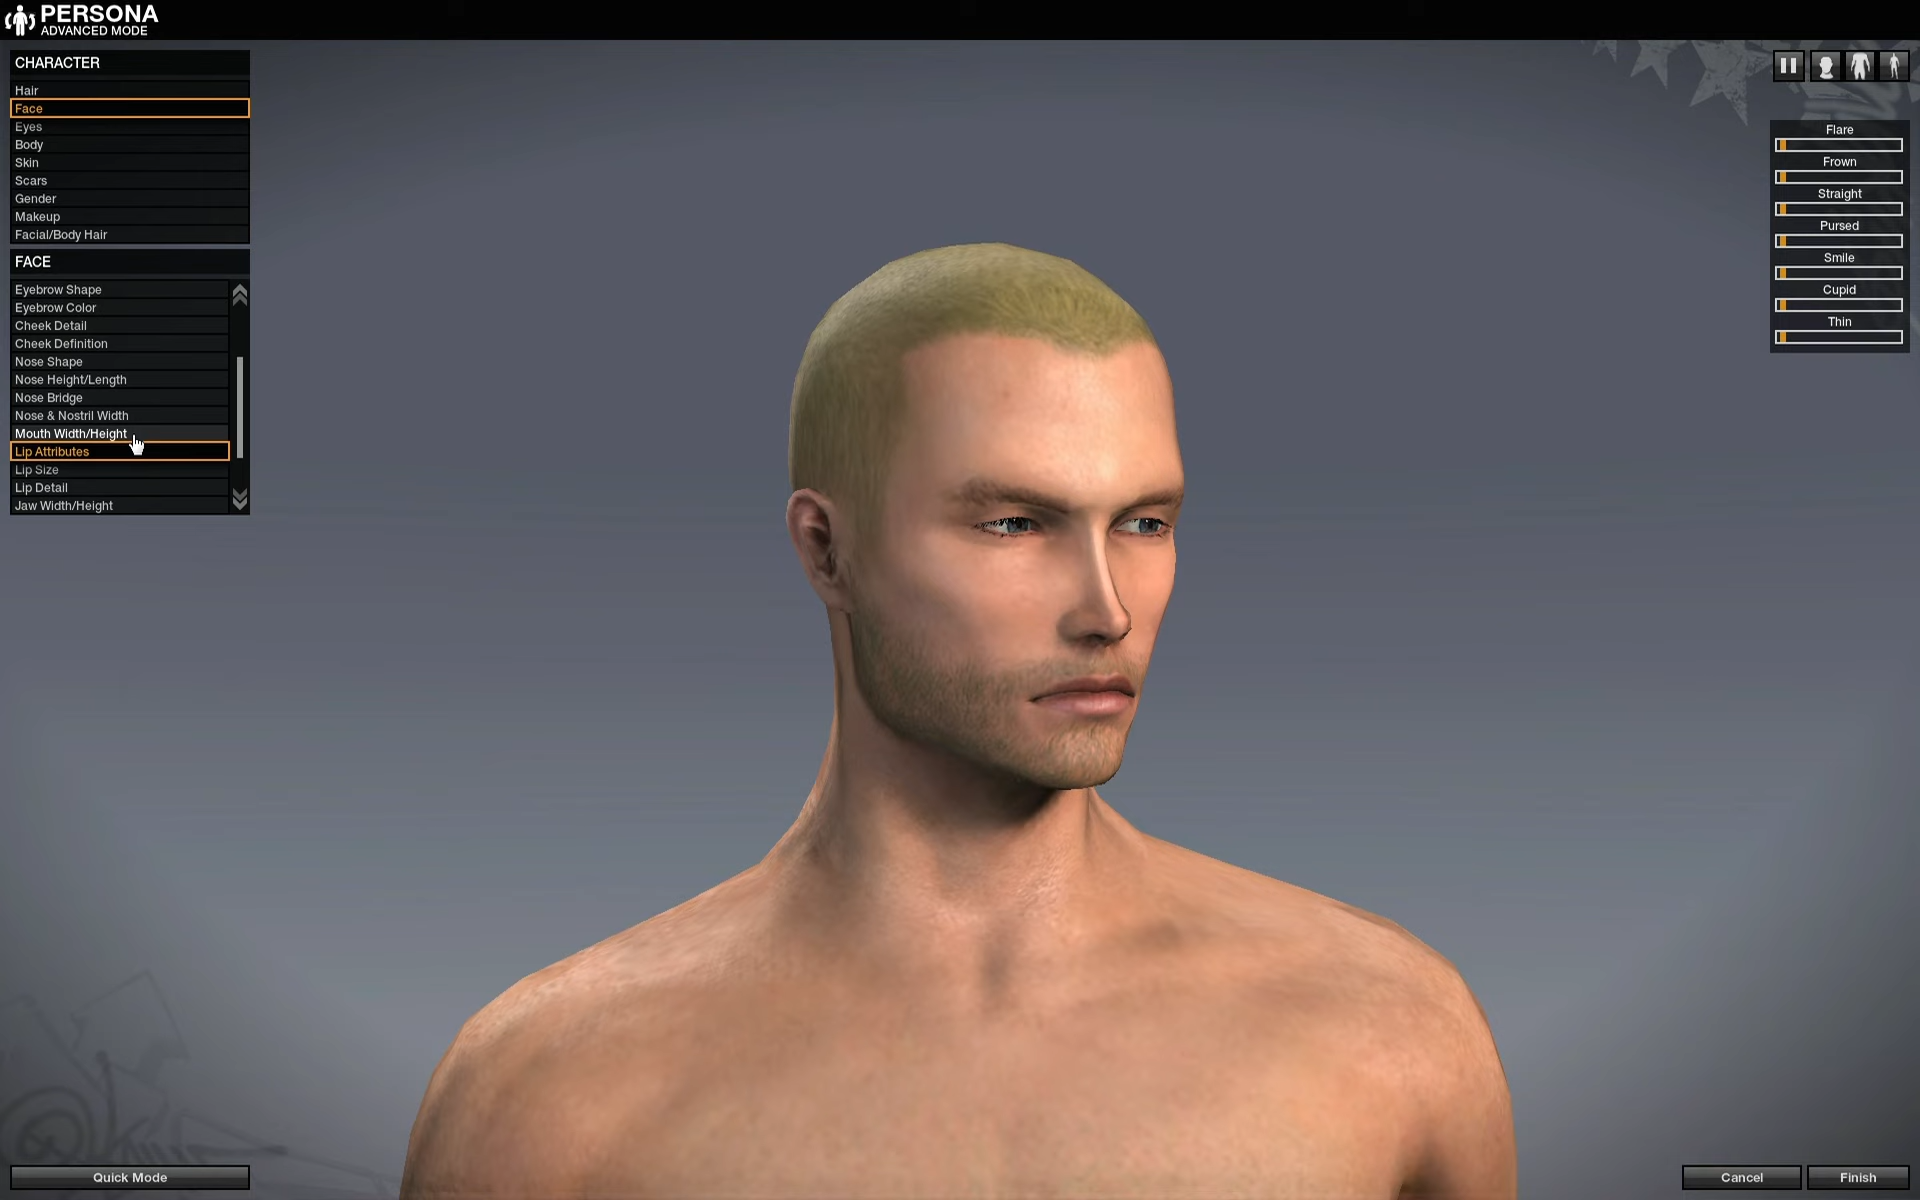 PERSONA
ADVANCED MODE
CHARACTER
Hair
Face
Eyes
Body
Skin
Scars
Gender
Makeup
Facial/Body Hair
FACE
Eyebrow Shape
Eyebrow Color
Cheek Detail
Cheek Definition
Nose Shape
Nose Height/Length
Nose Bridge
Nose & Nostril Width
Mouth Width/Height
Lip Attributes
Lip Size
Lip Detail
Jaw Width/Height
Flare
Frown
Straight
Pursed
Smile
Cupid
Thin
Quick Mode
Cancel
Finish